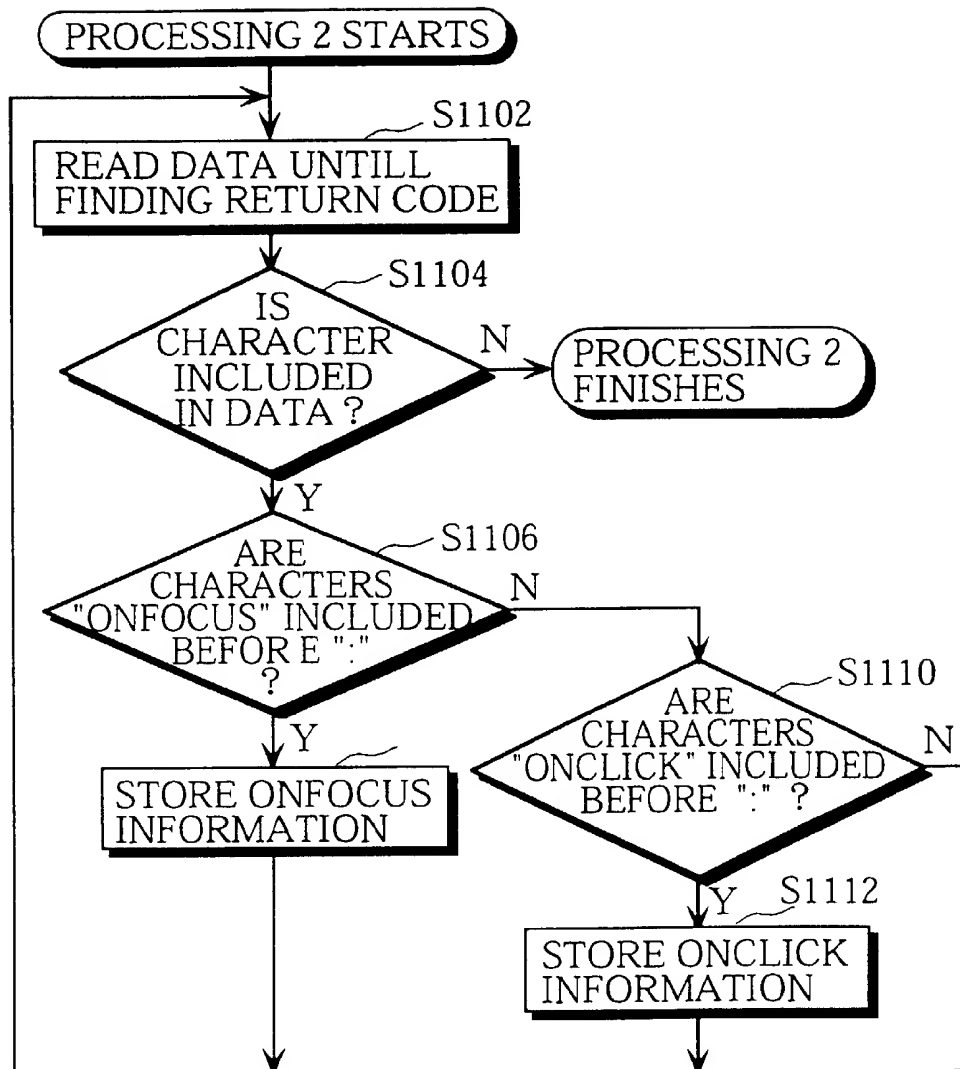 PROCESSING 2 STARTS
S1102
READ DATA UNTILL
FINDING RETURN CODE
S1104
IS
CHARACTER
INCLUDED
IN DATA ?
N
PROCESSING 2
FINISHES
Y
S1106
ARE
CHARACTERS
"ONFOCUS" INCLUDED
BEFORE ":"
?
N
Y
S1110
ARE
CHARACTERS
"ONCLICK" INCLUDED
BEFORE ":" ?
N
STORE ONFOCUS
INFORMATION
Y
S1112
STORE ONCLICK
INFORMATION